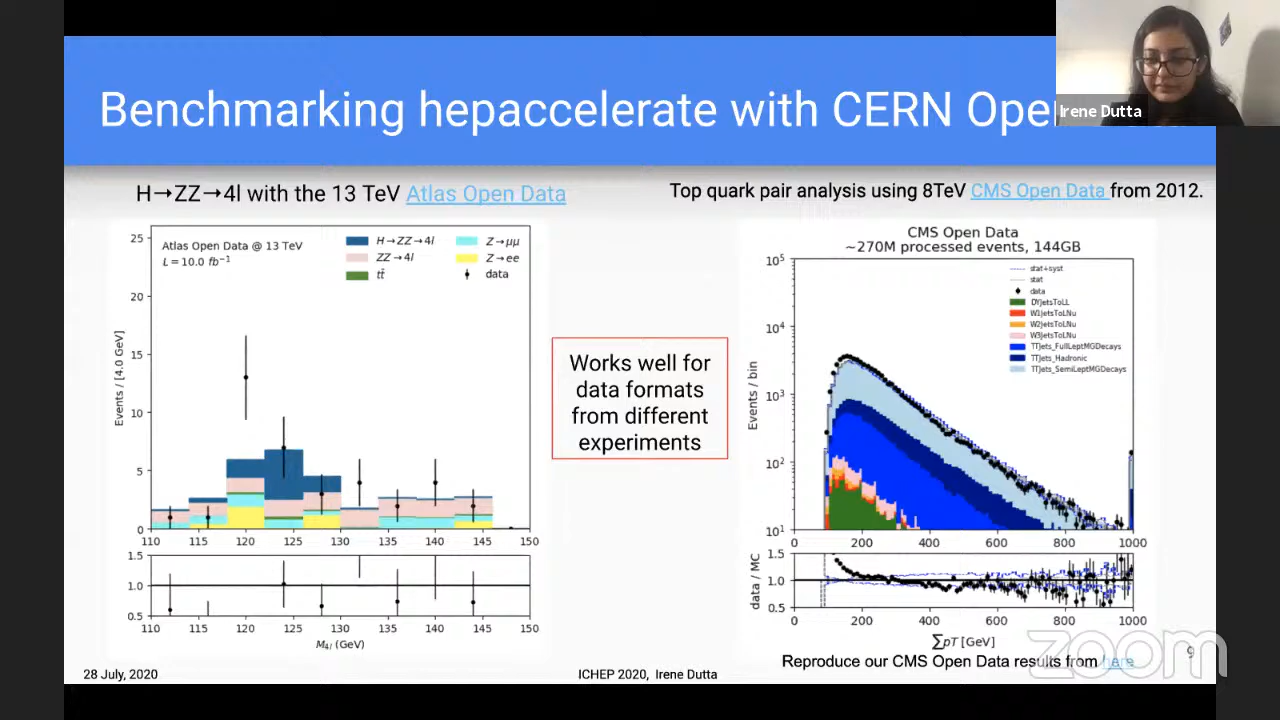 Benchmarking hepaccelerate with CERN Ope
Irene Dutta
H→ZZ→4l with the 13 TeV Atlas Open Data
Top quark pair analysis using 8TeV CMS Open Data from 2012.
Atlas Open Data @ 13 TeV
L = 10.0 fb⁻¹
H→ZZ→4l
ZZ→4l
tt̄
Z→μμ
Z→ee
data
Events / [4.0 GeV]
25
20
15
10
5
0
110 115 120 125 130 135 140 145 150
1.5
1.0
0.5
110 115 120 125 130 135 140 145 150
M4l (GeV)
Works well for
data formats
from different
experiments
CMS Open Data
~270M processed events, 144GB
stat+syst
stat
data
DYJetsToLL
W1JetsToLNu
W2JetsToLNu
W3JetsToLNu
TTJets_FullLeptMGDecays
TTJets_Hadronic
TTJets_SemiLeptMGDecays
Events / bin
10⁵
10⁴
10³
10²
10¹
0 200 400 600 800 1000
data / MC
1.5
1.0
0.5
0 200 400 600 800 1000
∑pT [GeV]
Reproduce our CMS Open Data results from here
9
zoom
28 July, 2020
ICHEP 2020, Irene Dutta